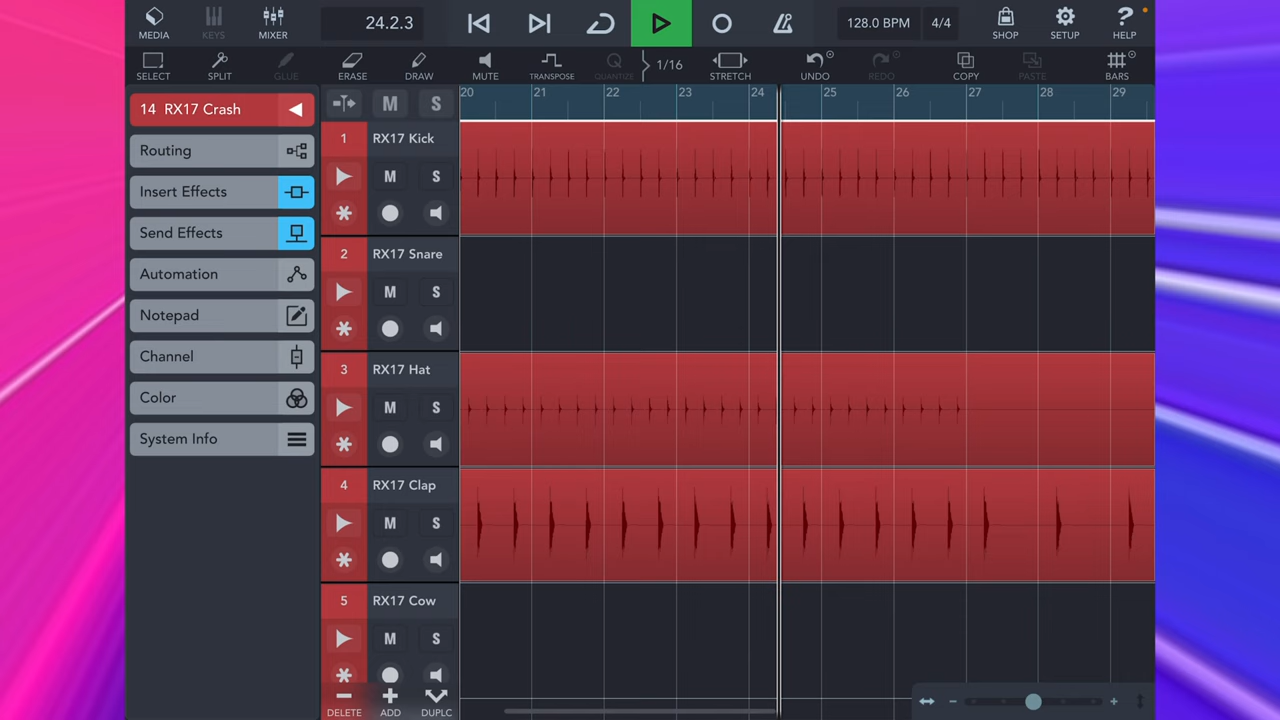 MEDIA KEYS MIXER 24.2.3 128.0 BPM 4/4 SHOP SETUP ? HELP
SELECT SPLIT GLUE ERASE DRAW MUTE TRANSPOSE QUANTIZE 1/16 STRETCH UNDO REDO COPY PASTE BARS
14 RX17 Crash
Routing
Insert Effects
Send Effects
Automation
Notepad
Channel
Color
System Info
M S
20 21 22 23 24 25 26 27 28 29
1 RX17 Kick
M S
2 RX17 Snare
M S
3 RX17 Hat
M S
4 RX17 Clap
M S
5 RX17 Cow
M S
DELETE ADD DUPLC